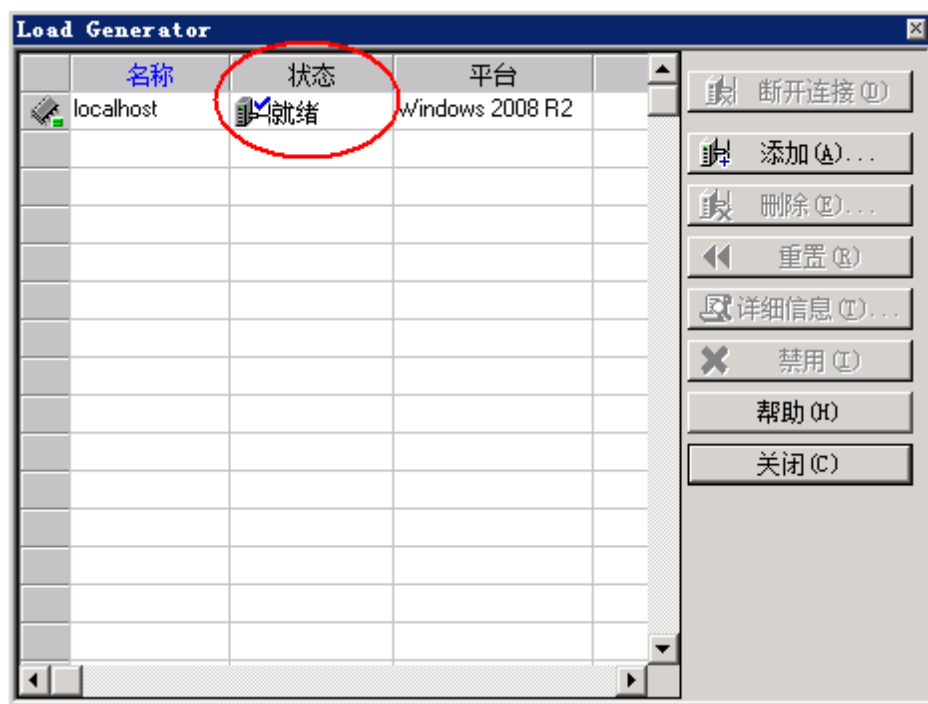 Load Generator
名称 状态 平台
localhost 就绪 Windows 2008 R2
断开连接(D)
添加(A)...
删除(E)...
重置(R)
详细信息(T)...
禁用(I)
帮助(H)
关闭(C)